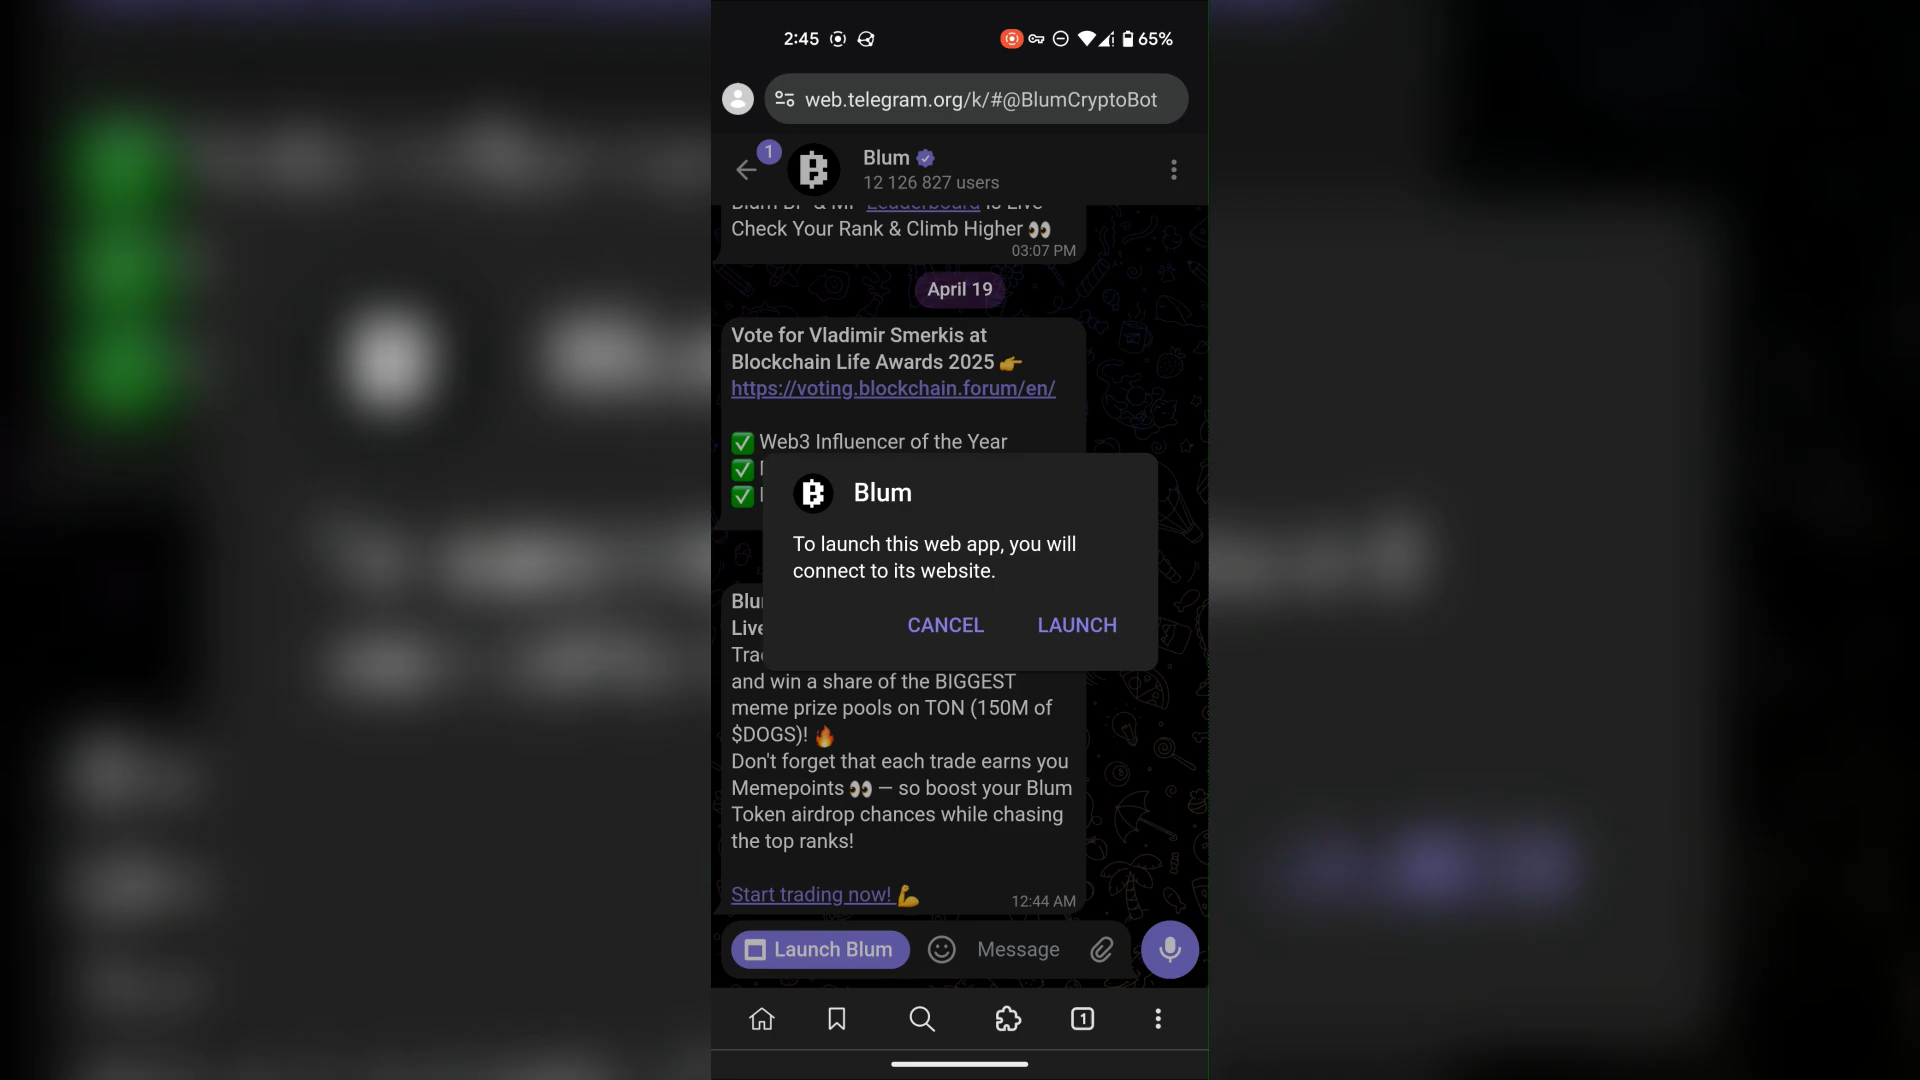 2:45
65%
web.telegram.org/k/#@BlumCryptoBot
1
Blum
12 126 827 users
Leaderboard
Check Your Rank & Climb Higher 👀
03:07 PM
April 19
Vote for Vladimir Smerkis at
Blockchain Life Awards 2025 👉
https://voting.blockchain.forum/en/
✅ Web3 Influencer of the Year
✅
✅
Blum
To launch this web app, you will
connect to its website.
CANCEL
LAUNCH
and win a share of the BIGGEST
meme prize pools on TON (150M of
$DOGS)! 🔥
Don't forget that each trade earns you
Memepoints 👀 — so boost your Blum
Token airdrop chances while chasing
the top ranks!
Start trading now! 💪
12:44 AM
Launch Blum
Message
1